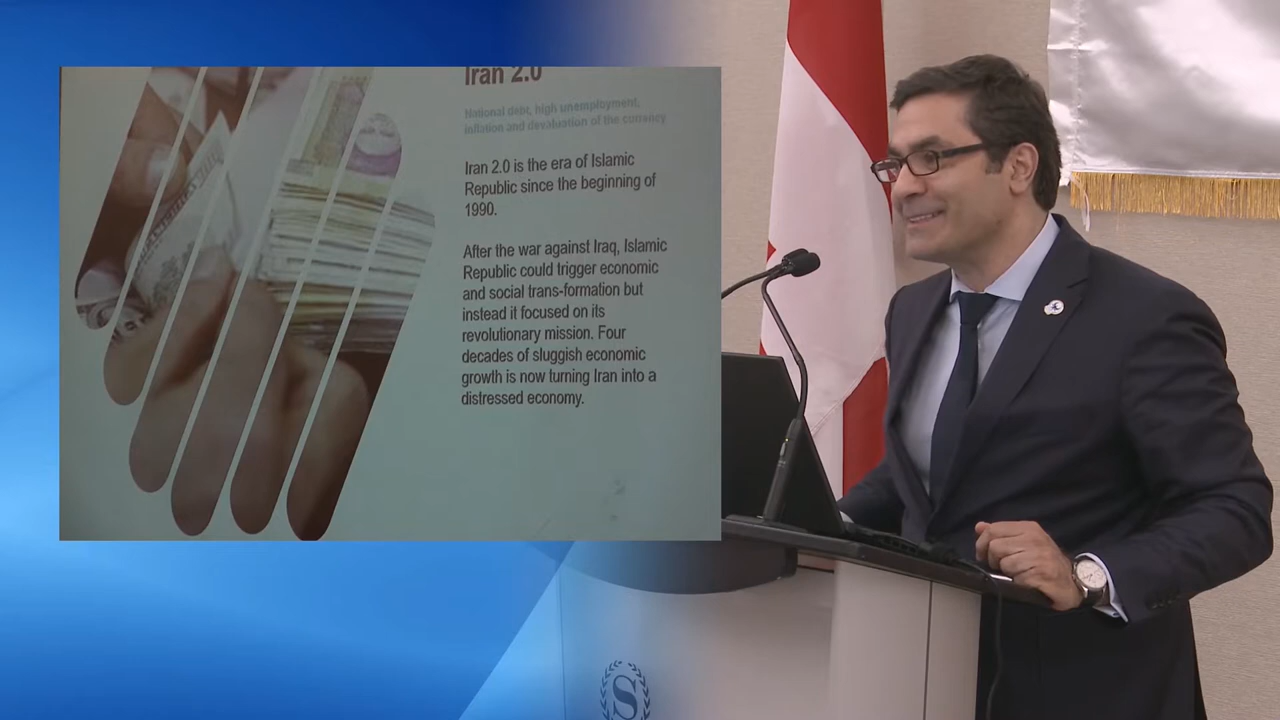 Iran 2.0
National debt, high unemployment,
inflation and devaluation of the currency
Iran 2.0 is the era of Islamic
Republic since the beginning of
1990.
After the war against Iraq, Islamic
Republic could trigger economic
and social trans-formation but
instead it focused on its
revolutionary mission. Four
decades of sluggish economic
growth is now turning Iran into a
distressed economy.
S